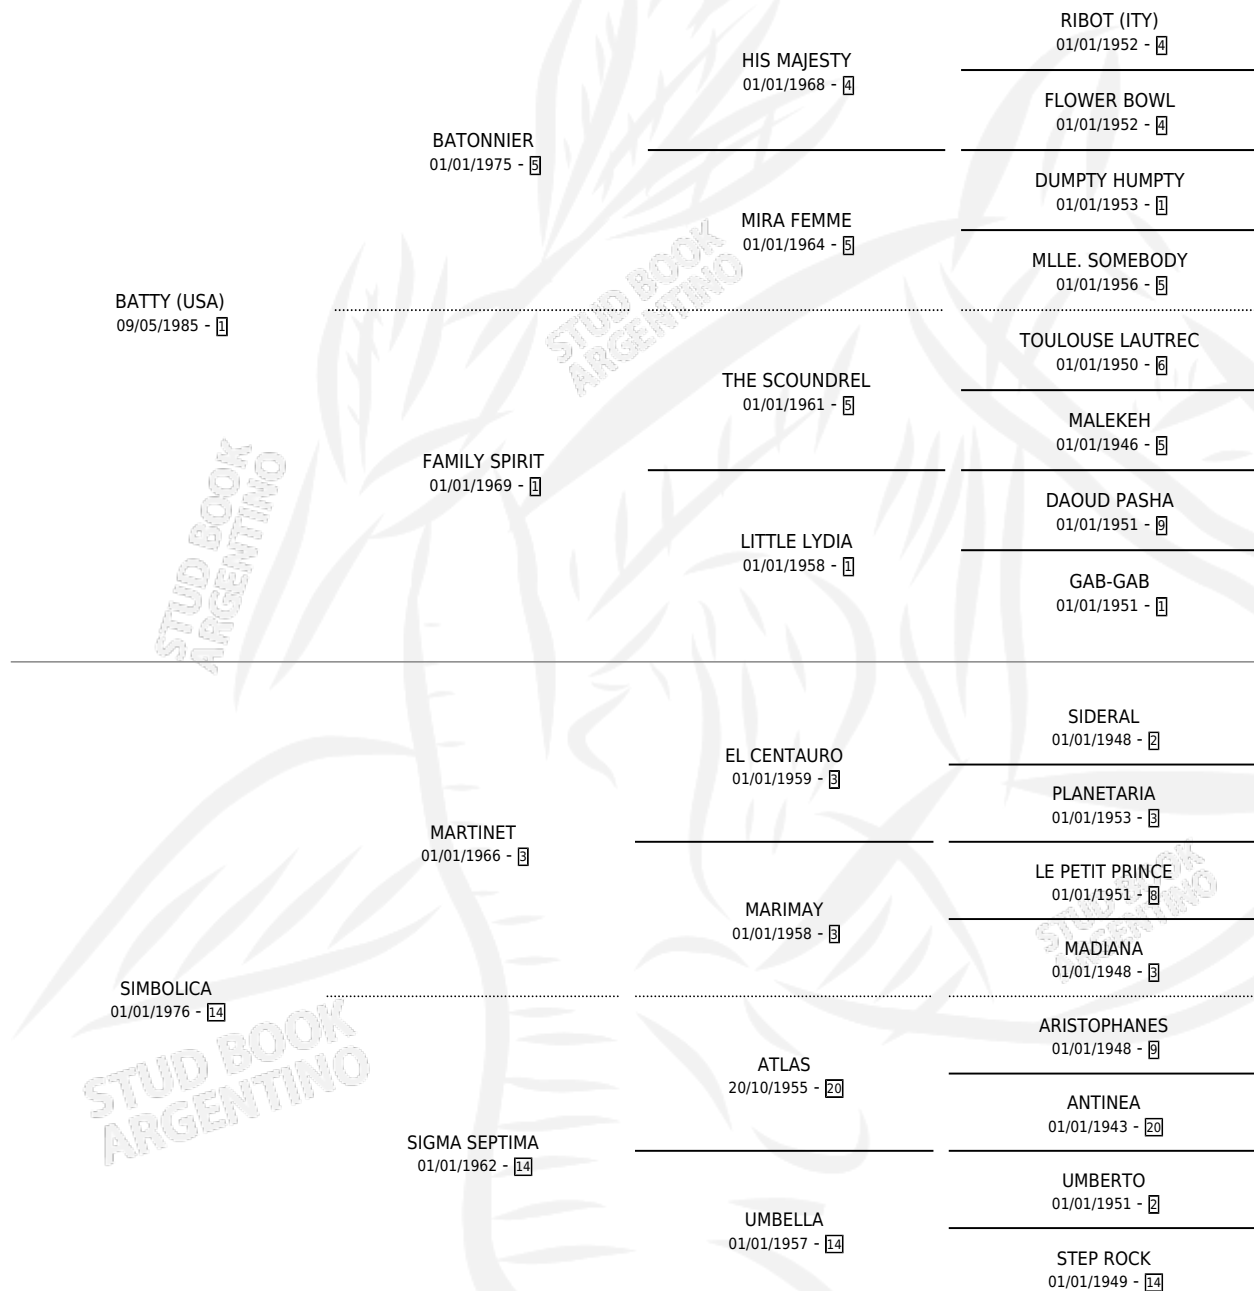 RIBOT (ITY)
01/01/1952 - 4
HIS MAJESTY
01/01/1968 - 4
FLOWER BOWL
01/01/1952 - 4
BATONNIER
01/01/1975 - 5
DUMPTY HUMPTY
01/01/1953 - 1
MIRA FEMME
01/01/1964 - 5
MLLE. SOMEBODY
01/01/1956 - 5
BATTY (USA)
09/05/1985 - 1
TOULOUSE LAUTREC
01/01/1950 - 6
THE SCOUNDREL
01/01/1961 - 5
MALEKEH
01/01/1946 - 5
FAMILY SPIRIT
01/01/1969 - 1
DAOUD PASHA
01/01/1951 - 9
LITTLE LYDIA
01/01/1958 - 1
GAB-GAB
01/01/1951 - 1
SIDERAL
01/01/1948 - 2
EL CENTAURO
01/01/1959 - 3
PLANETARIA
01/01/1953 - 3
MARTINET
01/01/1966 - 3
LE PETIT PRINCE
01/01/1951 - 8
MARIMAY
01/01/1958 - 3
MADIANA
01/01/1948 - 3
SIMBOLICA
01/01/1976 - 14
ARISTOPHANES
01/01/1948 - 9
ATLAS
20/10/1955 - 20
ANTINEA
01/01/1943 - 20
SIGMA SEPTIMA
01/01/1962 - 14
UMBERTO
01/01/1951 - 2
UMBELLA
01/01/1957 - 14
STEP ROCK
01/01/1949 - 14
STUD BOOK
ARGENTINO
STUD BOOK
ARGENTINO
STUD BOOK
ARGENTINO
STUD BOOK
ARGENTINO